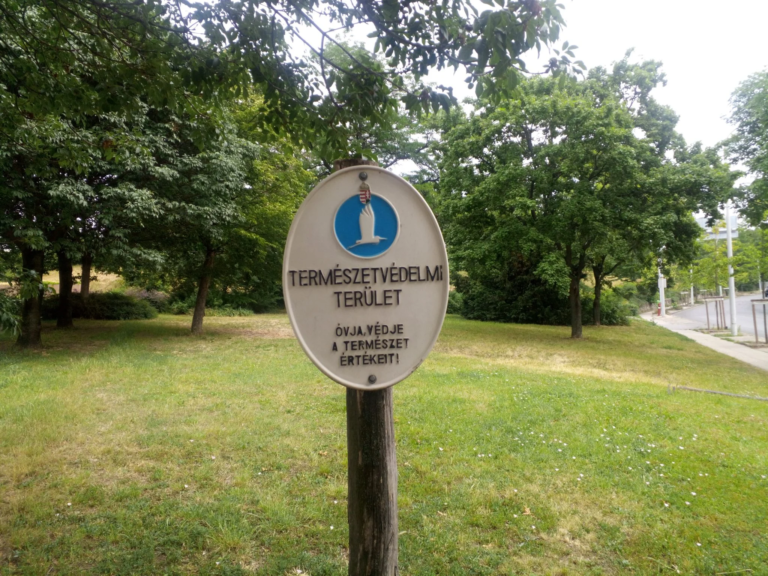 TERMÉSZETVÉDELMI
TERÜLET
ÓVJA, VÉDJE
A TERMÉSZET
ÉRTÉKEIT!